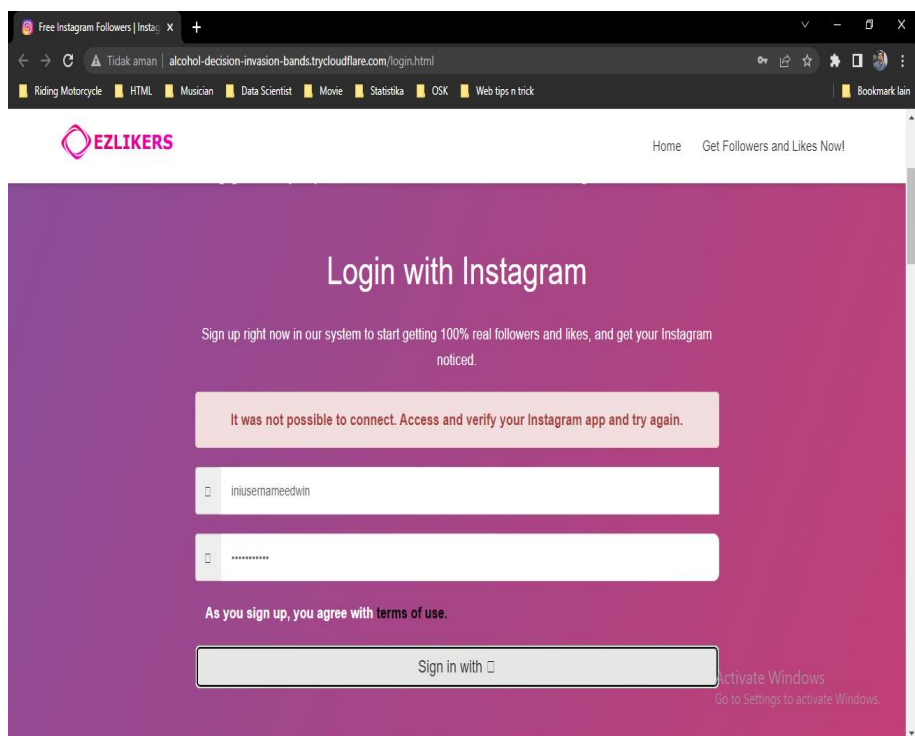 Free Instagram Followers | Instag
Tidak aman
alcohol-decision-invasion-bands.trycloudflare.com/login.html
Riding Motorcycle HTML Musician Data Scientist Movie Statistika OSK Web tips n trick Bookmark lain
EZLIKERS
Home Get Followers and Likes Now!
Login with Instagram
Sign up right now in our system to start getting 100% real followers and likes, and get your Instagram
noticed.
It was not possible to connect. Access and verify your Instagram app and try again.
iniusernameedwin
As you sign up, you agree with terms of use.
Sign in with
Activate Windows
Go to Settings to activate Windows.